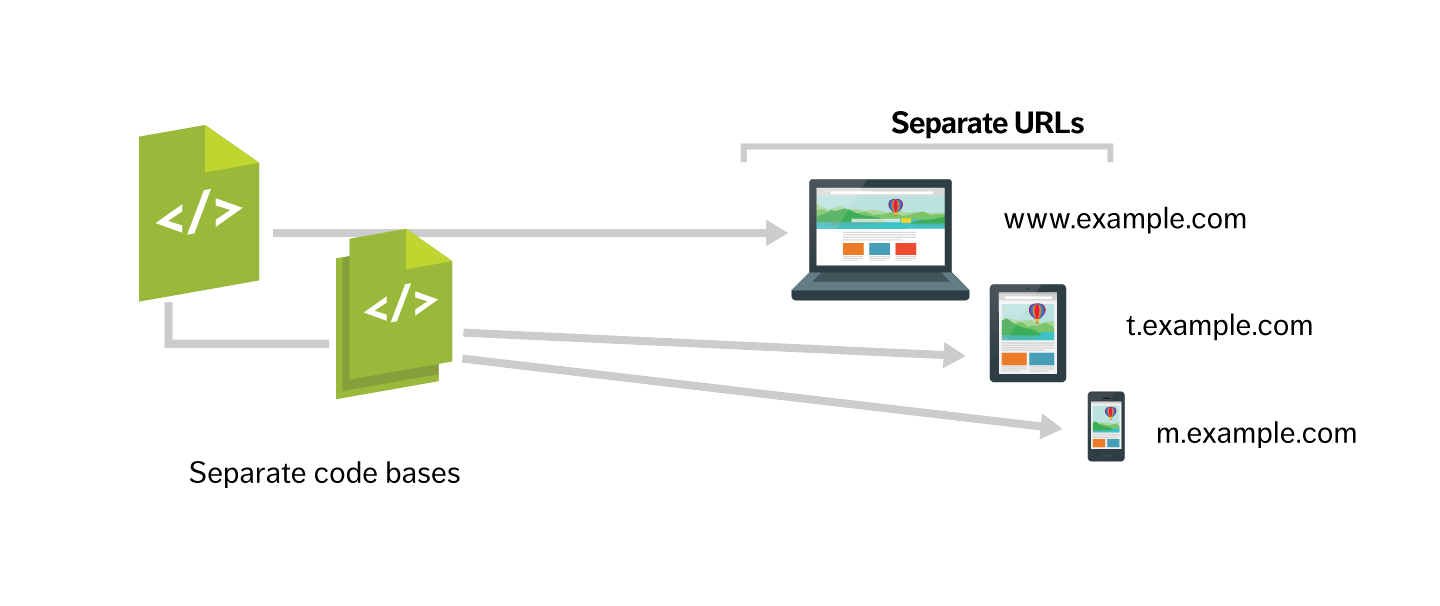 Separate URLs
</>
www.example.com
</>
t.example.com
m.example.com
Separate code bases